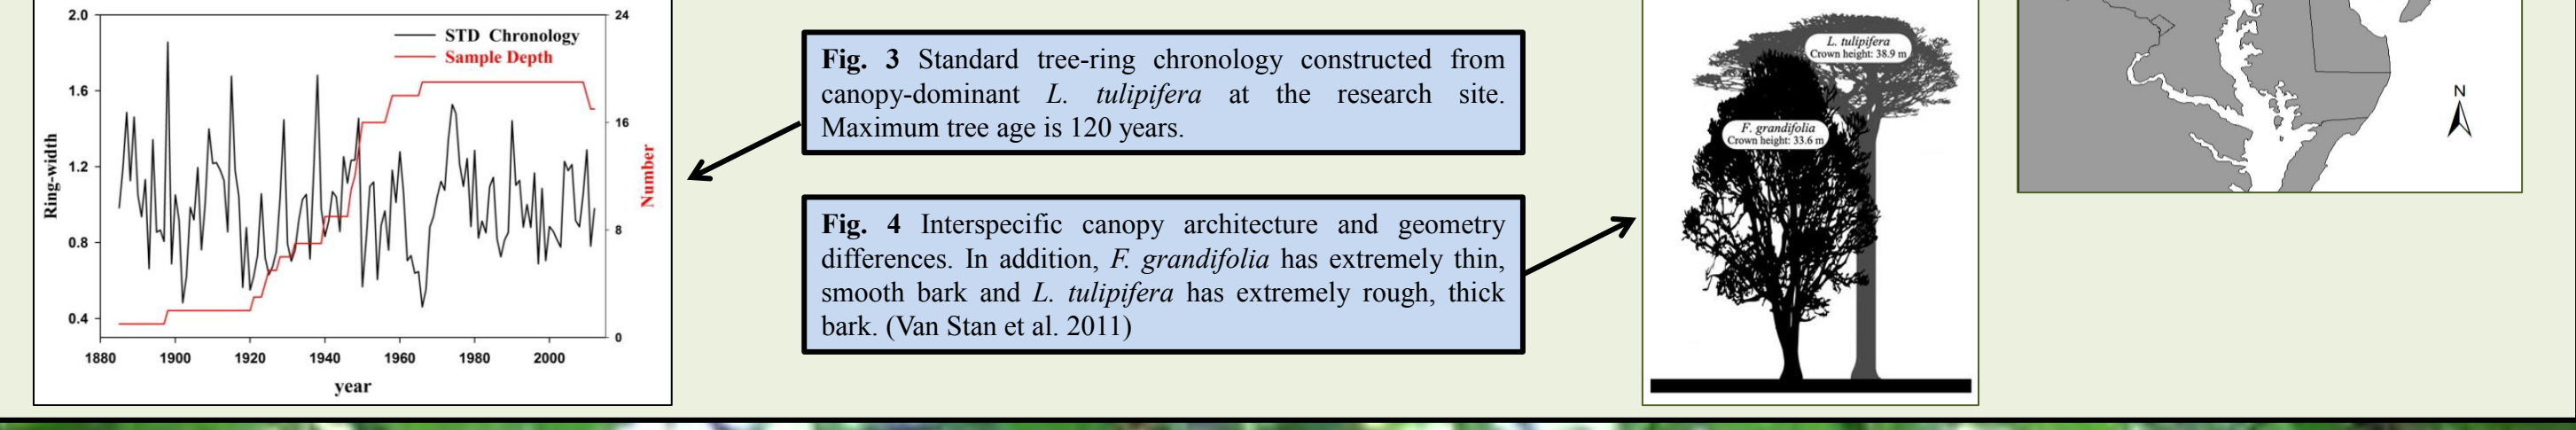 2.0
1.6
1.2
0.8
0.4
Ring-width
STD Chronology
Sample Depth
24
16
8
0
Number
1880 1900 1920 1940 1960 1980 2000
year
Fig. 3 Standard tree-ring chronology constructed from
canopy-dominant L. tulipifera at the research site.
Maximum tree age is 120 years.
Fig. 4 Interspecific canopy architecture and geometry
differences. In addition, F. grandifolia has extremely thin,
smooth bark and L. tulipifera has extremely rough, thick
bark. (Van Stan et al. 2011)
L. tulipifera
Crown height: 38.9 m
F. grandifolia
Crown height: 33.6 m
N